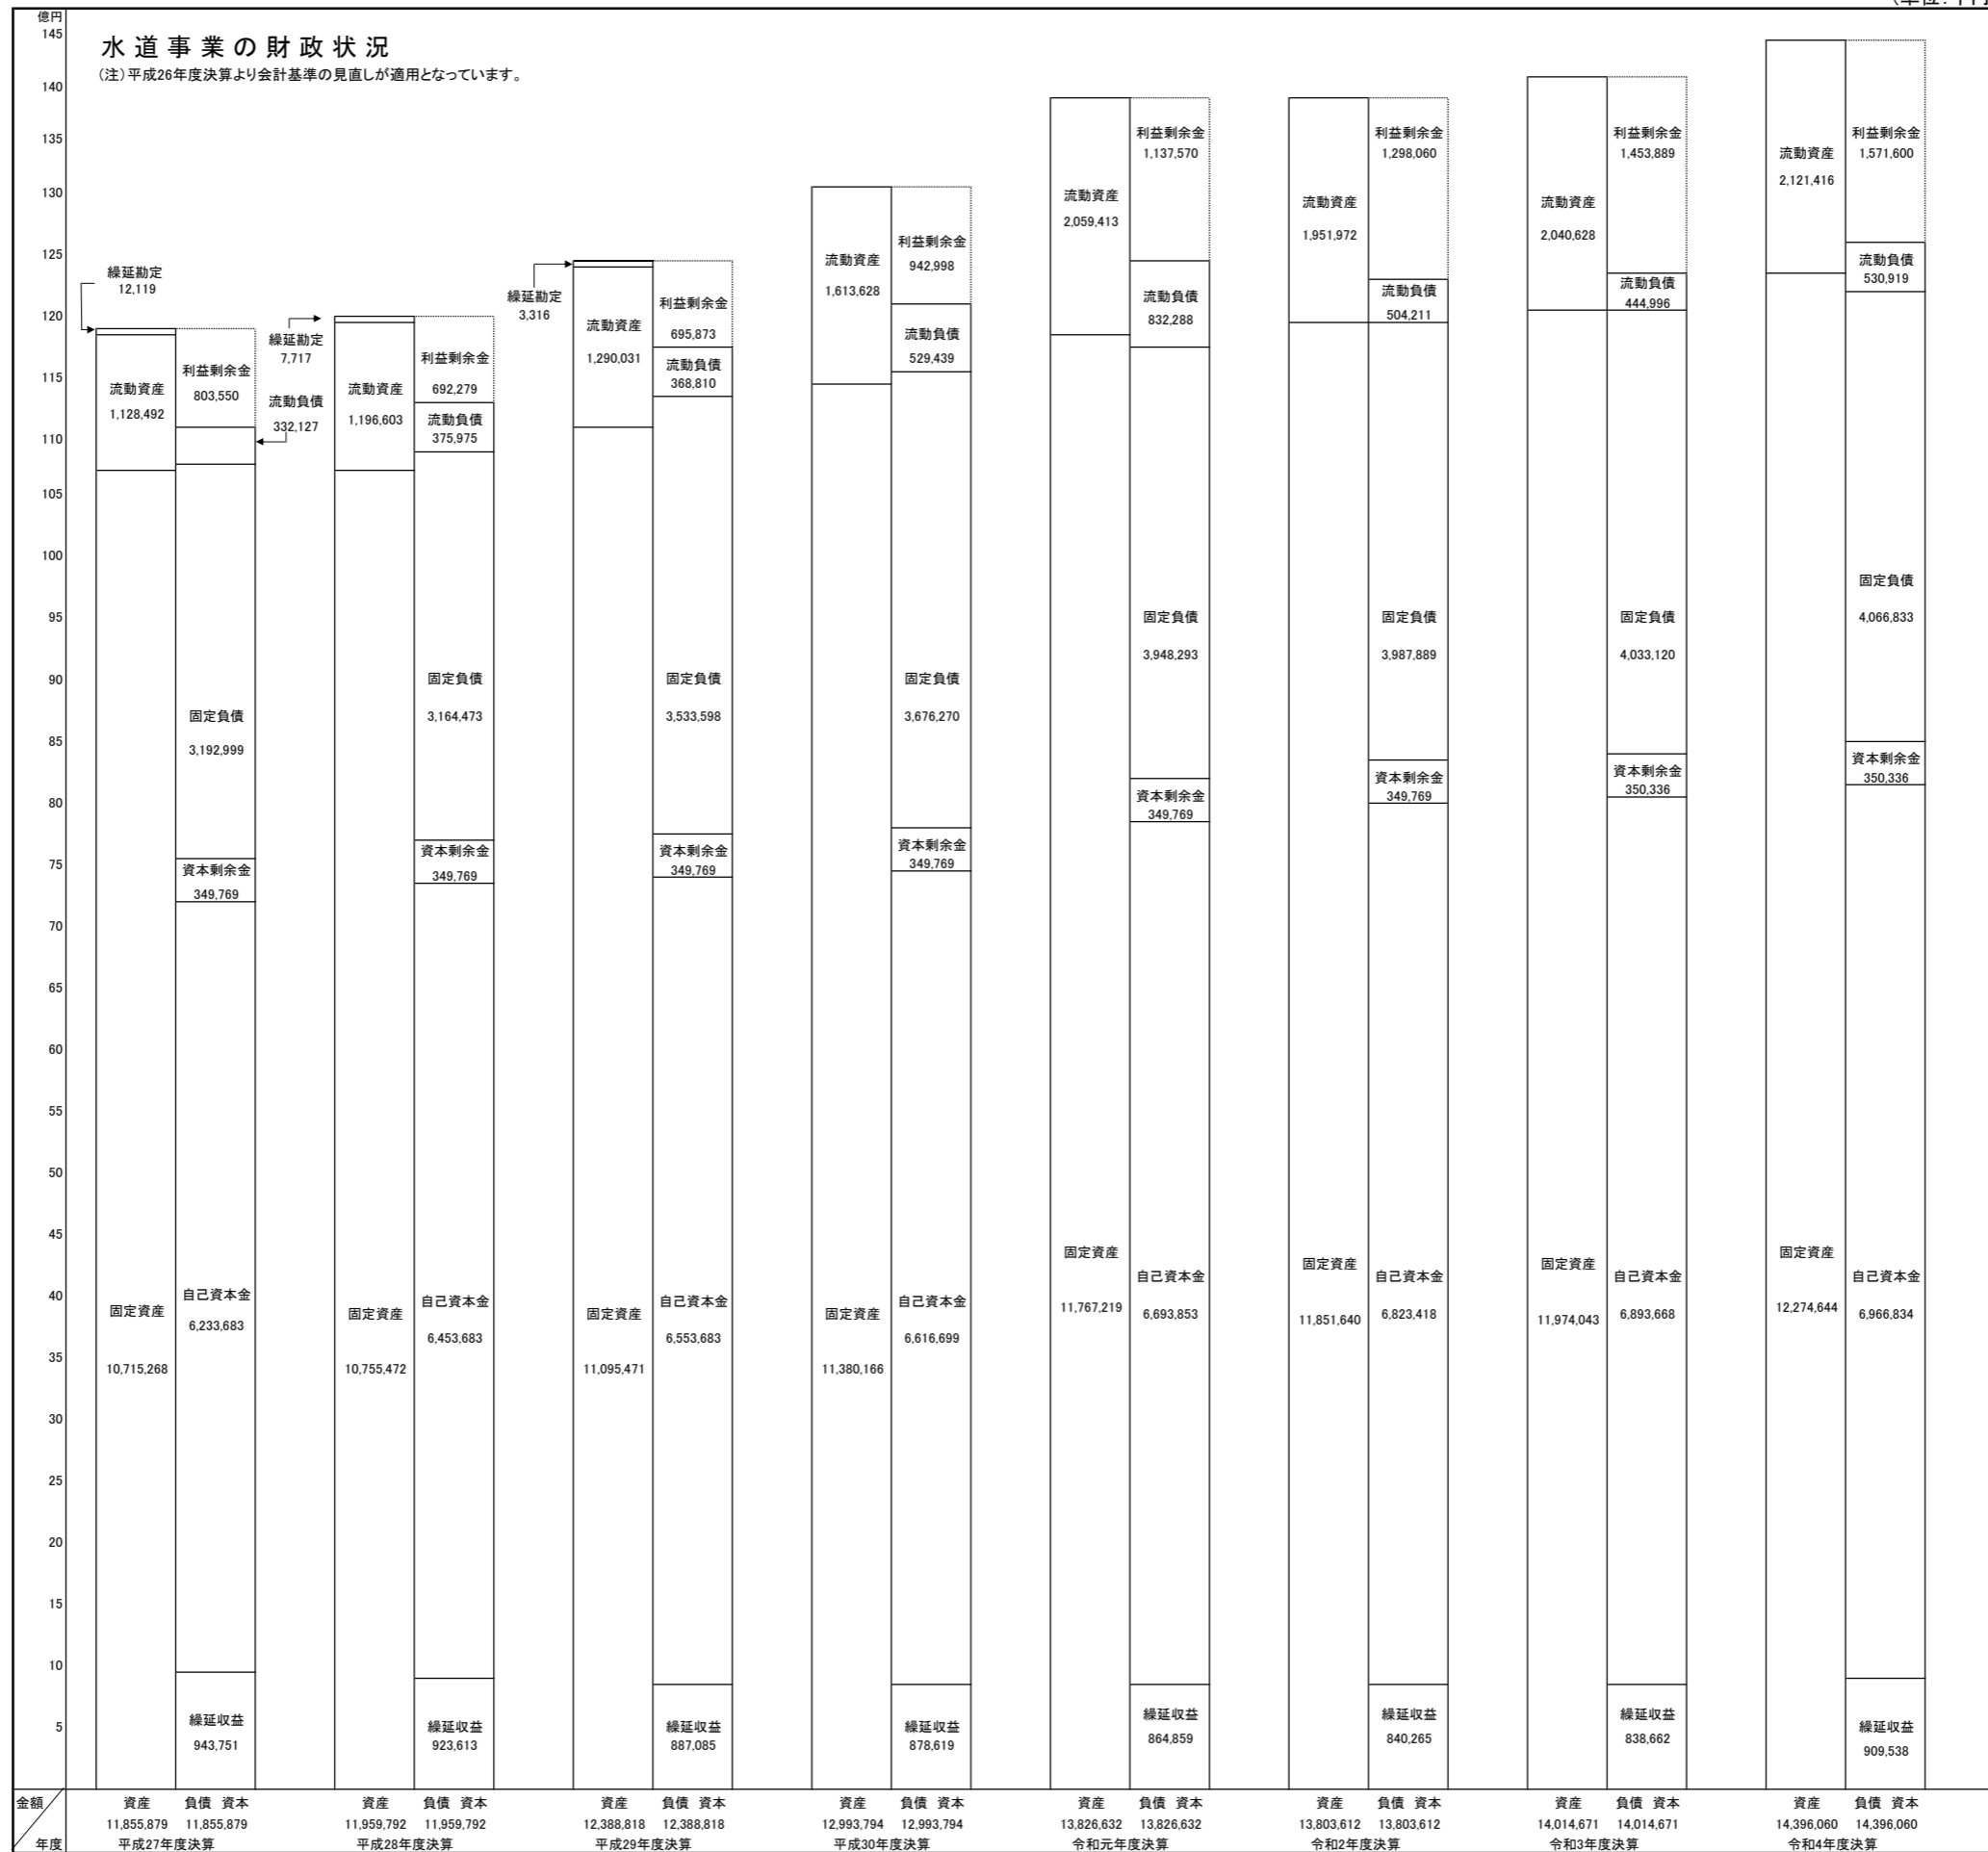 億円
水道事業の財政状況
(注)平成26年度決算より会計基準の見直しが適用となっています。
145
140
135
130
125
120
115
110
105
100
95
90
85
80
75
70
65
60
55
50
45
40
35
30
25
20
15
10
5
繰延勘定
12,119
流動資産
1,128,492
固定資産
10,715,268
利益剰余金
803,550
流動負債
332,127
固定負債
3,192,999
資本剰余金
349,769
自己資本金
6,233,683
繰延収益
943,751
繰延勘定
7,717
流動資産
1,196,603
固定資産
10,755,472
利益剰余金
692,279
流動負債
375,975
固定負債
3,164,473
資本剰余金
349,769
自己資本金
6,453,683
繰延収益
923,613
繰延勘定
3,316
流動資産
1,290,031
固定資産
11,095,471
利益剰余金
695,873
流動負債
368,810
固定負債
3,533,598
資本剰余金
349,769
自己資本金
6,553,683
繰延収益
887,085
流動資産
1,613,628
固定資産
11,380,166
利益剰余金
942,998
流動負債
529,439
固定負債
3,676,270
資本剰余金
349,769
自己資本金
6,616,699
繰延収益
878,619
流動資産
2,059,413
固定資産
11,767,219
利益剰余金
1,137,570
流動負債
832,288
固定負債
3,948,293
資本剰余金
349,769
自己資本金
6,693,853
繰延収益
864,859
流動資産
1,951,972
固定資産
11,851,640
利益剰余金
1,298,060
流動負債
504,211
固定負債
3,987,889
資本剰余金
349,769
自己資本金
6,823,418
繰延収益
840,265
流動資産
2,040,628
固定資産
11,974,043
利益剰余金
1,453,889
流動負債
444,996
固定負債
4,033,120
資本剰余金
350,336
自己資本金
6,893,668
繰延収益
838,662
流動資産
2,121,416
固定資産
12,274,644
利益剰余金
1,571,600
流動負債
530,919
固定負債
4,066,833
資本剰余金
350,336
自己資本金
6,966,834
繰延収益
909,538
金額 資産 負債 資本 資産 負債 資本 資産 負債 資本 資産 負債 資本 資産 負債 資本 資産 負債 資本 資産 負債 資本 資産 負債 資本
11,855,879 11,855,879 11,959,792 11,959,792 12,388,818 12,388,818 12,993,794 12,993,794 13,826,632 13,826,632 13,803,612 13,803,612 14,014,671 14,014,671 14,396,060 14,396,060
年度 平成27年度決算 平成28年度決算 平成29年度決算 平成30年度決算 令和元年度決算 令和2年度決算 令和3年度決算 令和4年度決算